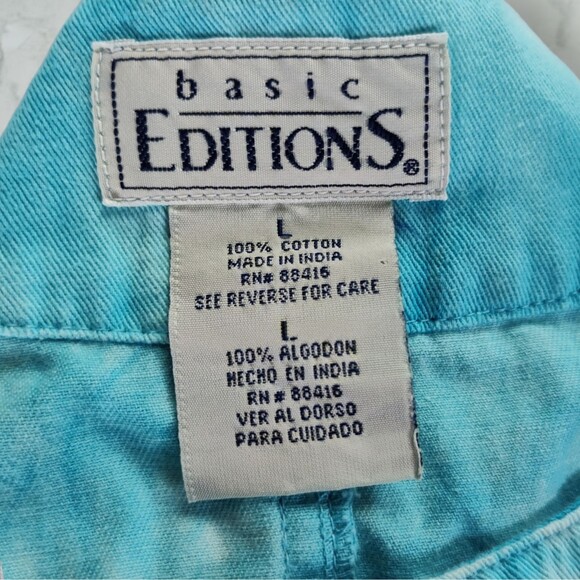 basic
EDITIONS®
L
100% COTTON
MADE IN INDIA
RN# 88416
SEE REVERSE FOR CARE
L
100% ALGODON
HECHO EN INDIA
RN # 88416
VER AL DORSO
PARA CUIDADO